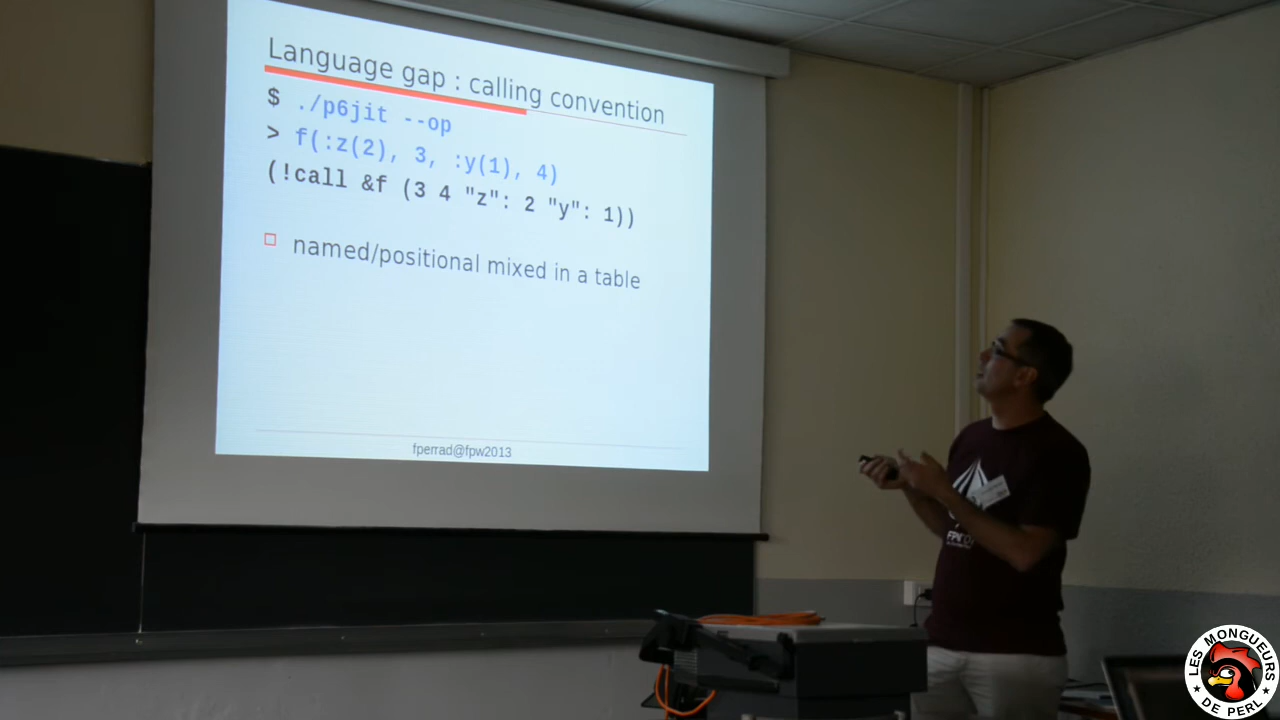 Language gap : calling convention
$ ./p6jit --op
> f(:z(2), 3, :y(1), 4)
(!call &f (3 4 "z": 2 "y": 1))
named/positional mixed in a table
fperrad@fpw2013
LES MONGUEURS
★ DE PERL ★